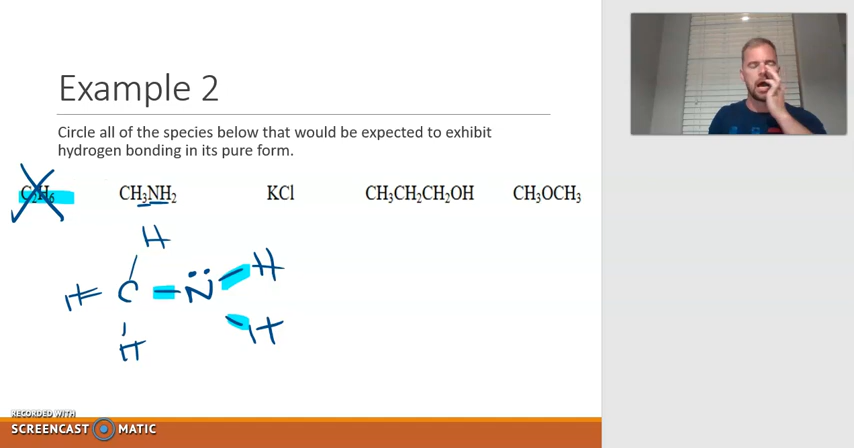 Example 2
Circle all of the species below that would be expected to exhibit
hydrogen bonding in its pure form.
C₂H₆ CH₃NH₂ KCl CH₃CH₂CH₂OH CH₃OCH₃
H
H C N H
H H
RECORDED WITH
SCREENCAST MATIC